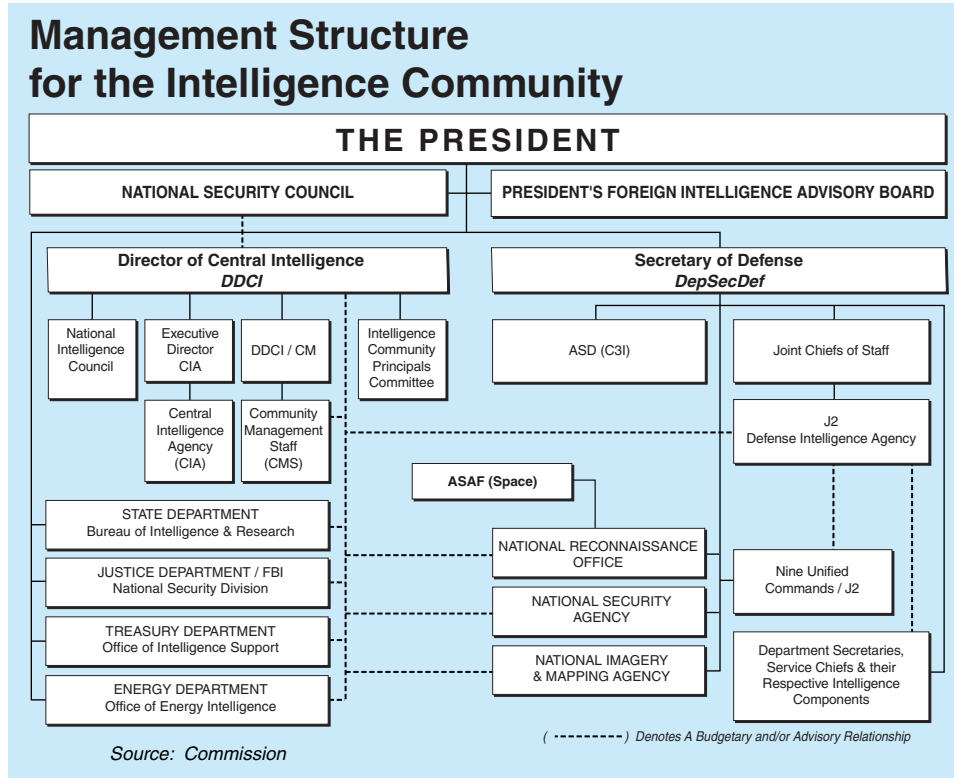 Management Structure
for the Intelligence Community
THE PRESIDENT
NATIONAL SECURITY COUNCIL
PRESIDENT'S FOREIGN INTELLIGENCE ADVISORY BOARD
Director of Central Intelligence
DDCI
Secretary of Defense
DepSecDef
National
Intelligence
Council
Executive
Director
CIA
DDCI / CM
Intelligence
Community
Principals
Committee
ASD (C3I)
Joint Chiefs of Staff
Central
Intelligence
Agency
(CIA)
Community
Management
Staff
(CMS)
J2
Defense Intelligence Agency
ASAF (Space)
STATE DEPARTMENT
Bureau of Intelligence & Research
NATIONAL RECONNAISSANCE
OFFICE
JUSTICE DEPARTMENT / FBI
National Security Division
Nine Unified
Commands / J2
NATIONAL SECURITY
AGENCY
TREASURY DEPARTMENT
Office of Intelligence Support
NATIONAL IMAGERY
& MAPPING AGENCY
Department Secretaries,
Service Chiefs & their
Respective Intelligence
Components
ENERGY DEPARTMENT
Office of Energy Intelligence
( ----------- ) Denotes A Budgetary and/or Advisory Relationship
Source: Commission